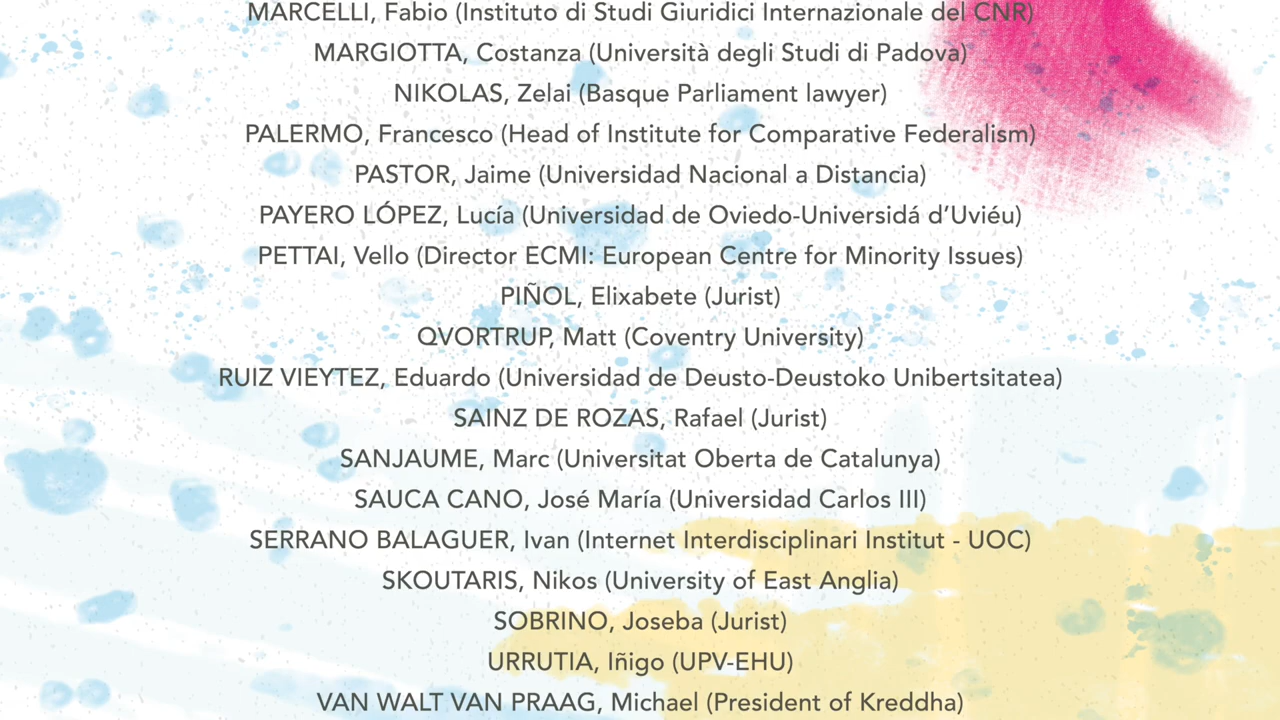 MARCELLI, Fabio (Instituto di Studi Giuridici Internazionale del CNR)
MARGIOTTA, Costanza (Università degli Studi di Padova)
NIKOLAS, Zelai (Basque Parliament lawyer)
PALERMO, Francesco (Head of Institute for Comparative Federalism)
PASTOR, Jaime (Universidad Nacional a Distancia)
PAYERO LÓPEZ, Lucía (Universidad de Oviedo-Universidá d’Uviéu)
PETTAI, Vello (Director ECMI: European Centre for Minority Issues)
PIÑOL, Elixabete (Jurist)
QVORTRUP, Matt (Coventry University)
RUIZ VIEYTEZ, Eduardo (Universidad de Deusto-Deustoko Unibertsitatea)
SAINZ DE ROZAS, Rafael (Jurist)
SANJAUME, Marc (Universitat Oberta de Catalunya)
SAUCA CANO, José María (Universidad Carlos III)
SERRANO BALAGUER, Ivan (Internet Interdisciplinari Institut - UOC)
SKOUTARIS, Nikos (University of East Anglia)
SOBRINO, Joseba (Jurist)
URRUTIA, Iñigo (UPV-EHU)
VAN WALT VAN PRAAG, Michael (President of Kreddha)